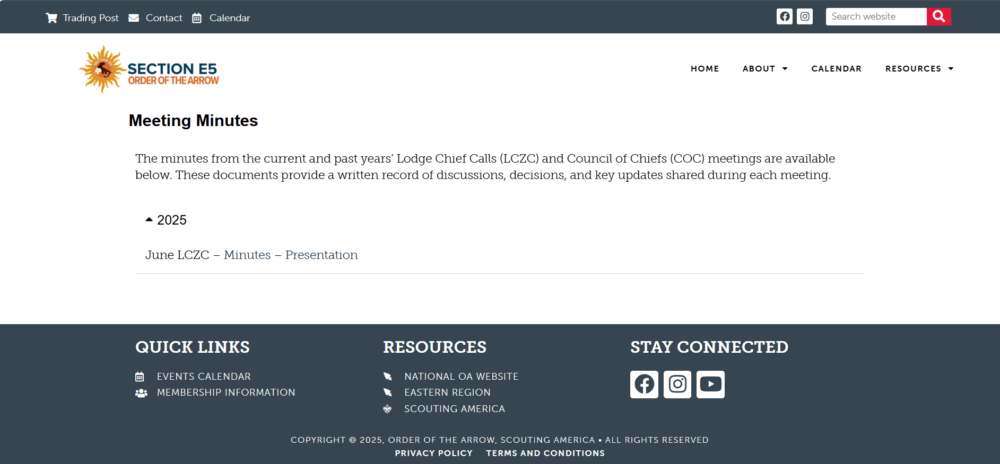 Trading Post Contact Calendar
Search website
SECTION E5
SECTION E5
ORDER OF THE ARROW
HOME ABOUT CALENDAR RESOURCES
Meeting Minutes
The minutes from the current and past years’ Lodge Chief Calls (LCZC) and Council of Chiefs (COC) meetings are available
below. These documents provide a written record of discussions, decisions, and key updates shared during each meeting.
2025
June LCZC – Minutes – Presentation
QUICK LINKS
EVENTS CALENDAR
MEMBERSHIP INFORMATION
RESOURCES
NATIONAL OA WEBSITE
EASTERN REGION
SCOUTING AMERICA
STAY CONNECTED
COPYRIGHT © 2025, ORDER OF THE ARROW, SCOUTING AMERICA • ALL RIGHTS RESERVED
PRIVACY POLICY TERMS AND CONDITIONS